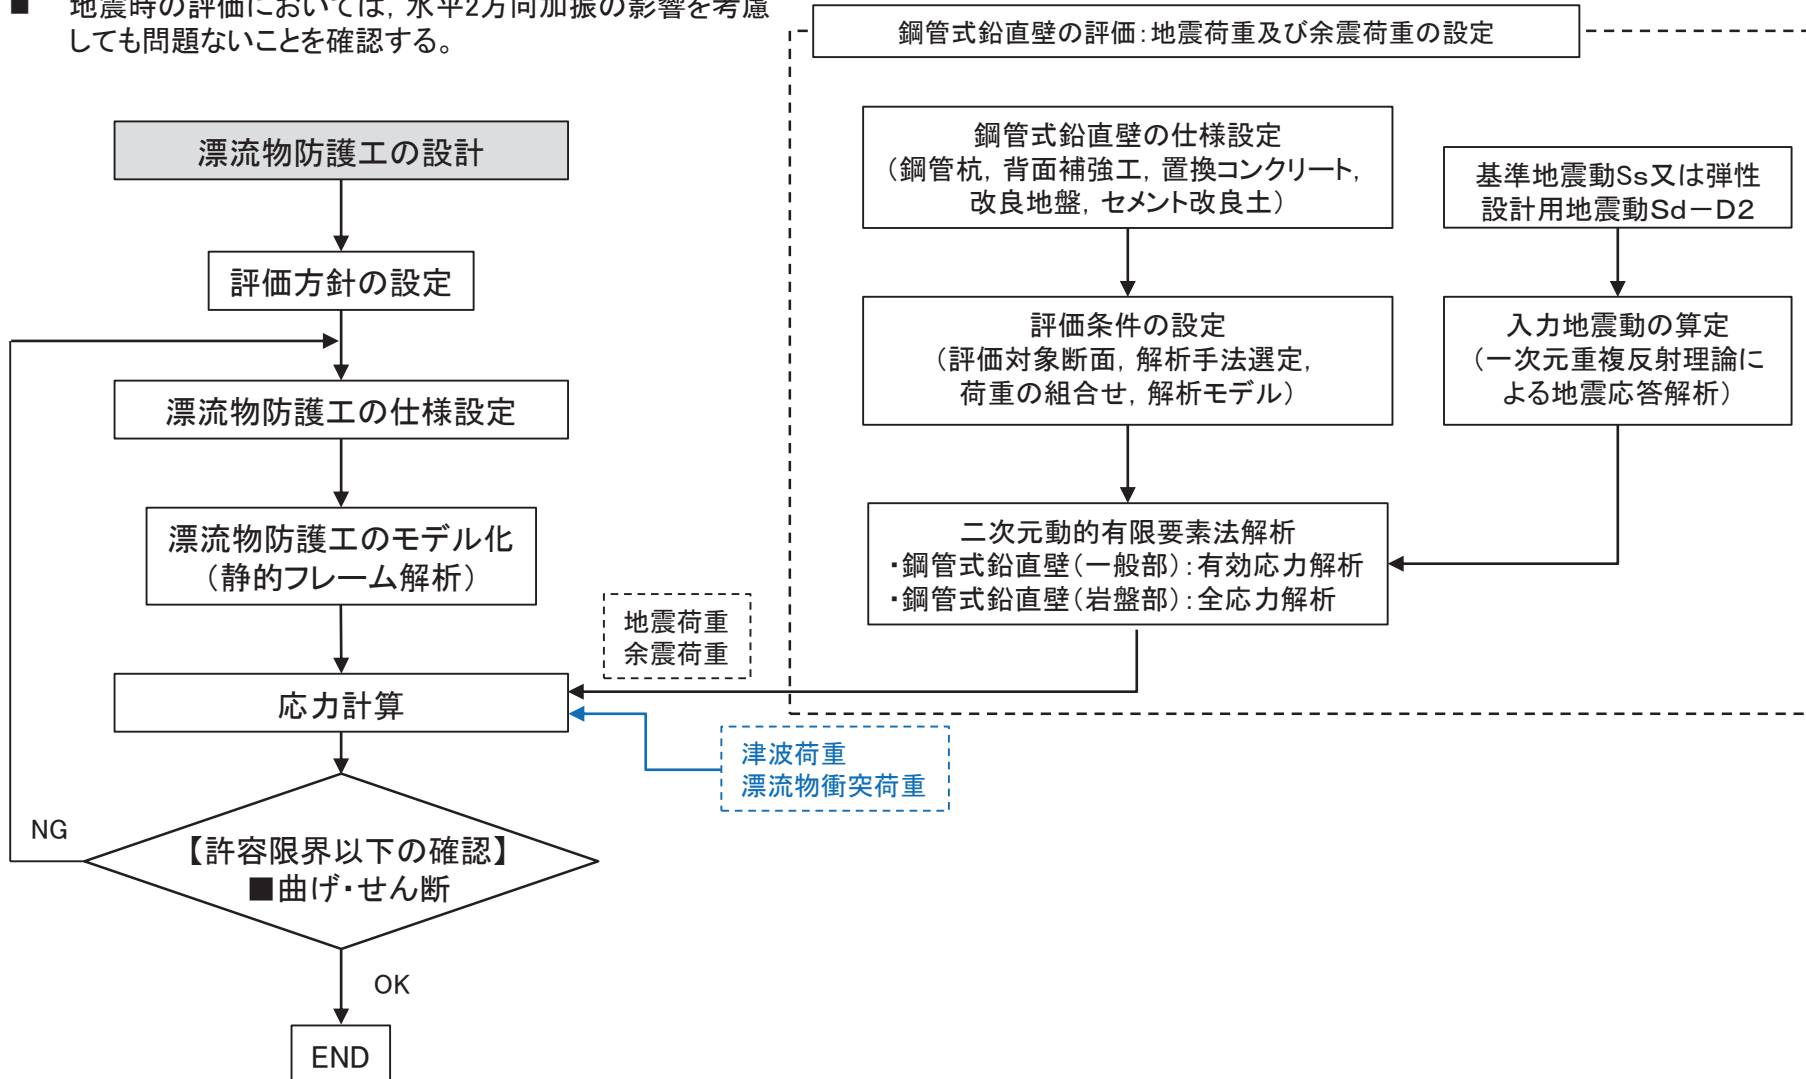 ■ 地震時の評価においては，水平2方向加振の影響を考慮
しても問題ないことを確認する。
漂流物防護工の設計
評価方針の設定
漂流物防護工の仕様設定
漂流物防護工のモデル化
（静的フレーム解析）
応力計算
【許容限界以下の確認】
■曲げ・せん断
NG
OK
END
地震荷重
余震荷重
津波荷重
漂流物衝突荷重
鋼管式鉛直壁の評価：地震荷重及び余震荷重の設定
鋼管式鉛直壁の仕様設定
（鋼管杭，背面補強工，置換コンクリート，
改良地盤，セメント改良土）
評価条件の設定
（評価対象断面，解析手法選定，
荷重の組合せ，解析モデル）
二次元動的有限要素法解析
・鋼管式鉛直壁（一般部）：有効応力解析
・鋼管式鉛直壁（岩盤部）：全応力解析
基準地震動Ss又は弾性
設計用地震動Sd－D2
入力地震動の算定
（一次元重複反射理論に
よる地震応答解析）